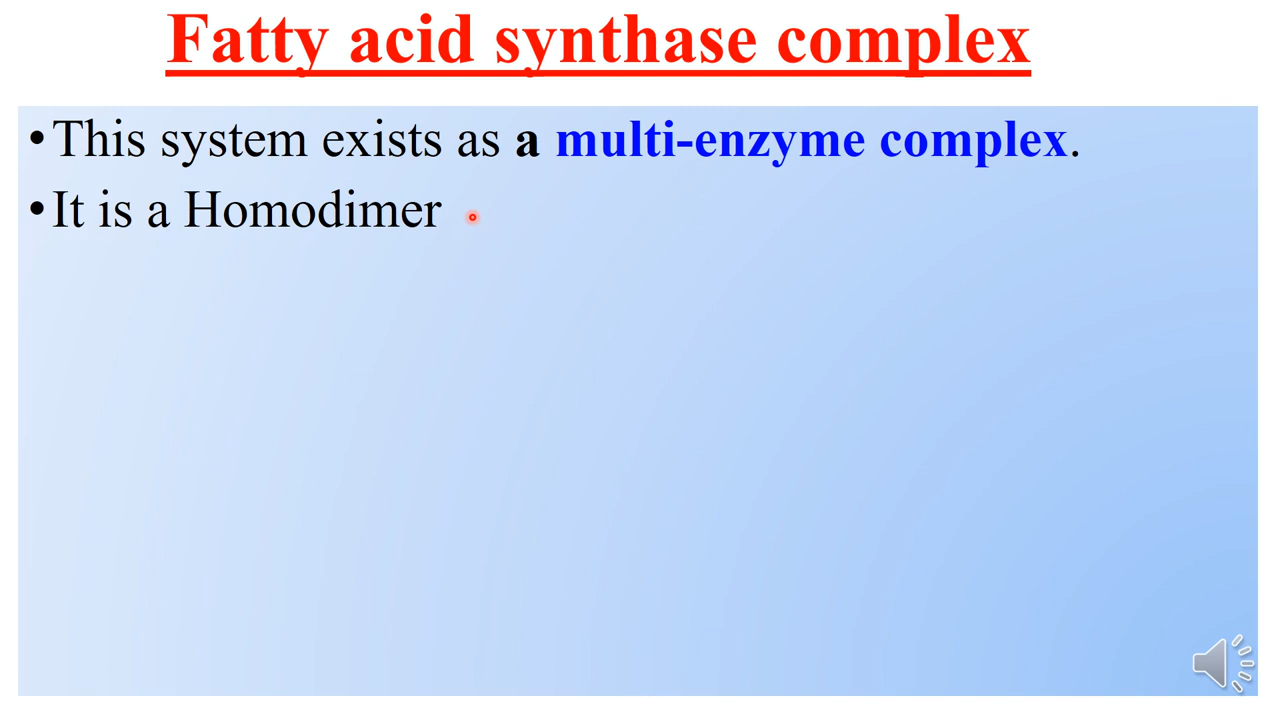 Fatty acid synthase complex
•This system exists as a multi-enzyme complex.
•It is a Homodimer